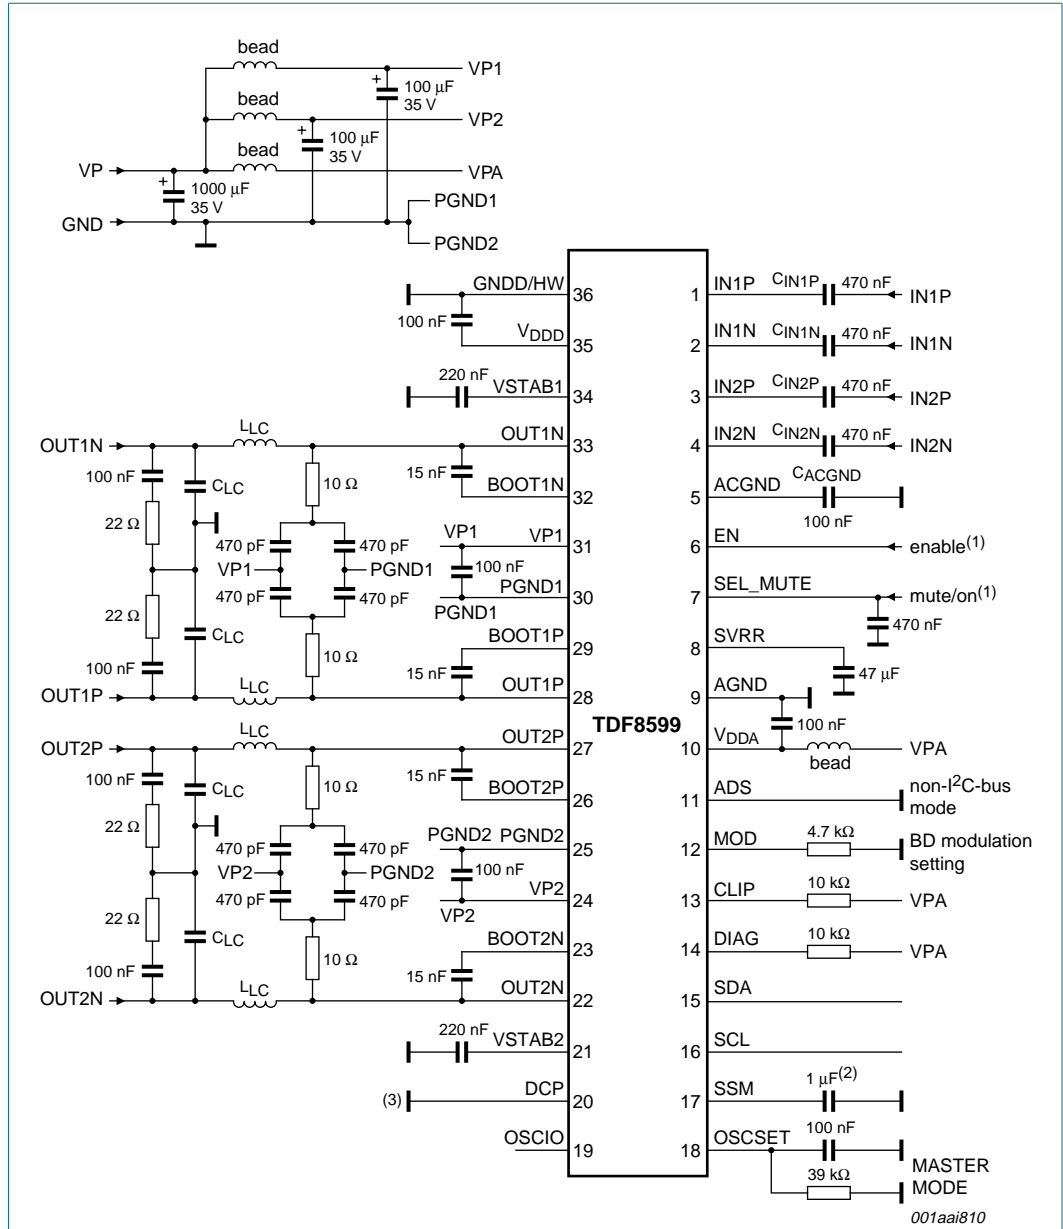 bead
VP1
+
100 μF
35 V
bead
VP2
+
100 μF
35 V
bead
VP
VPA
+
1000 μF
35 V
PGND1
GND
PGND2
GNDD/HW
36
1
IN1P
CIN1P
470 nF
IN1P
100 nF
VDDD
35
2
IN1N
CIN1N
470 nF
IN1N
220 nF
VSTAB1
34
3
IN2P
CIN2P
470 nF
IN2P
OUT1N
LLC
OUT1N
33
4
IN2N
CIN2N
470 nF
IN2N
100 nF
CLC
10 Ω
15 nF
BOOT1N
32
5
ACGND
CACGND
100 nF
22 Ω
470 pF
470 pF
VP1
VP1
31
6
EN
enable(1)
VP1
PGND1
100 nF
470 pF
470 pF
PGND1
30
7
SEL_MUTE
mute/on(1)
PGND1
22 Ω
470 nF
CLC
10 Ω
BOOT1P
29
8
SVRR
100 nF
15 nF
47 μF
OUT1P
LLC
OUT1P
28
9
AGND
TDF8599
100 nF
OUT2P
LLC
OUT2P
27
10
VDDA
bead
VPA
100 nF
CLC
10 Ω
15 nF
BOOT2P
26
11
ADS
non-I2C-bus
mode
22 Ω
470 pF
470 pF
PGND2
PGND2
25
12
MOD
4.7 kΩ
BD modulation
setting
VP2
PGND2
100 nF
470 pF
470 pF
VP2
24
13
CLIP
10 kΩ
VPA
VP2
22 Ω
CLC
10 Ω
BOOT2N
23
14
DIAG
10 kΩ
VPA
100 nF
15 nF
OUT2N
LLC
OUT2N
22
15
SDA
220 nF
VSTAB2
21
16
SCL
(3)
DCP
20
17
SSM
1 μF(2)
OSCIO
19
18
OSCSET
100 nF
39 kΩ
MASTER
MODE
001aai810